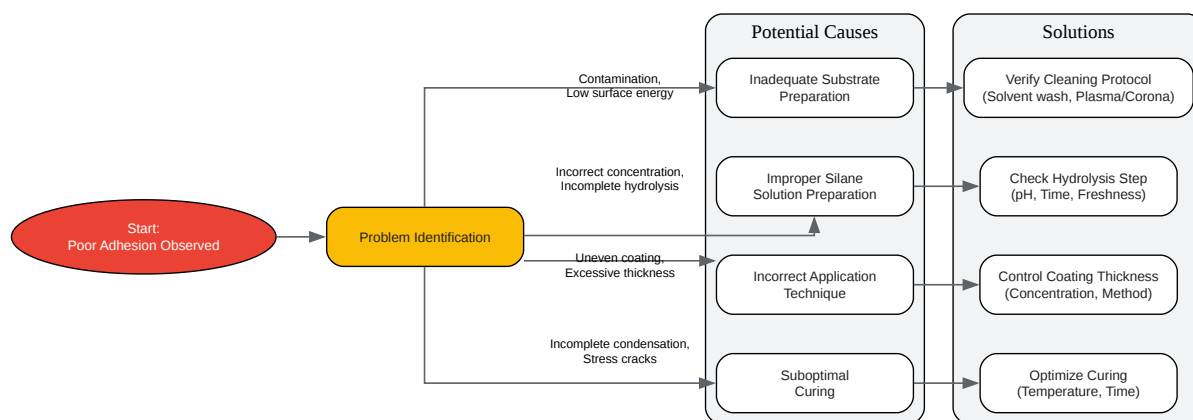 Potential Causes
Solutions
Contamination,
Low surface energy
Inadequate Substrate
Preparation
Verify Cleaning Protocol
(Solvent wash, Plasma/Corona)
Incorrect concentration,
Incomplete hydrolysis
Improper Silane
Solution Preparation
Check Hydrolysis Step
(pH, Time, Freshness)
Start:
Poor Adhesion Observed
Problem Identification
Uneven coating,
Excessive thickness
Incorrect Application
Technique
Control Coating Thickness
(Concentration, Method)
Incomplete condensation,
Stress cracks
Suboptimal
Curing
Optimize Curing
(Temperature, Time)